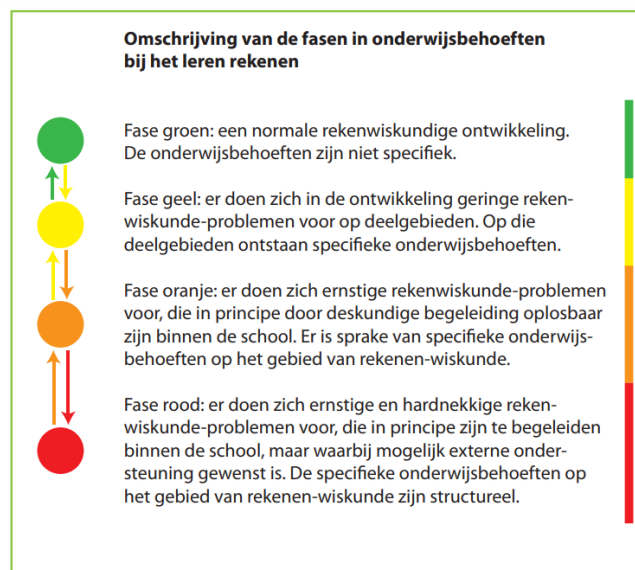 Omschrijving van de fasen in onderwijsbehoeften
bij het leren rekenen
Fase groen: een normale rekenwiskundige ontwikkeling.
De onderwijsbehoeften zijn niet specifiek.
Fase geel: er doen zich in de ontwikkeling geringe reken-
wiskunde-problemen voor op deelgebieden. Op die
deelgebieden ontstaan specifieke onderwijsbehoeften.
Fase oranje: er doen zich ernstige rekenwiskunde-problemen
voor, die in principe door deskundige begeleiding oplosbaar
zijn binnen de school. Er is sprake van specifieke onderwijs-
behoeften op het gebied van rekenen-wiskunde.
Fase rood: er doen zich ernstige en hardnekkige reken-
wiskunde-problemen voor, die in principe zijn te begeleiden
binnen de school, maar waarbij mogelijk externe onder-
steuning gewenst is. De specifieke onderwijsbehoeften op
het gebied van rekenen-wiskunde zijn structureel.